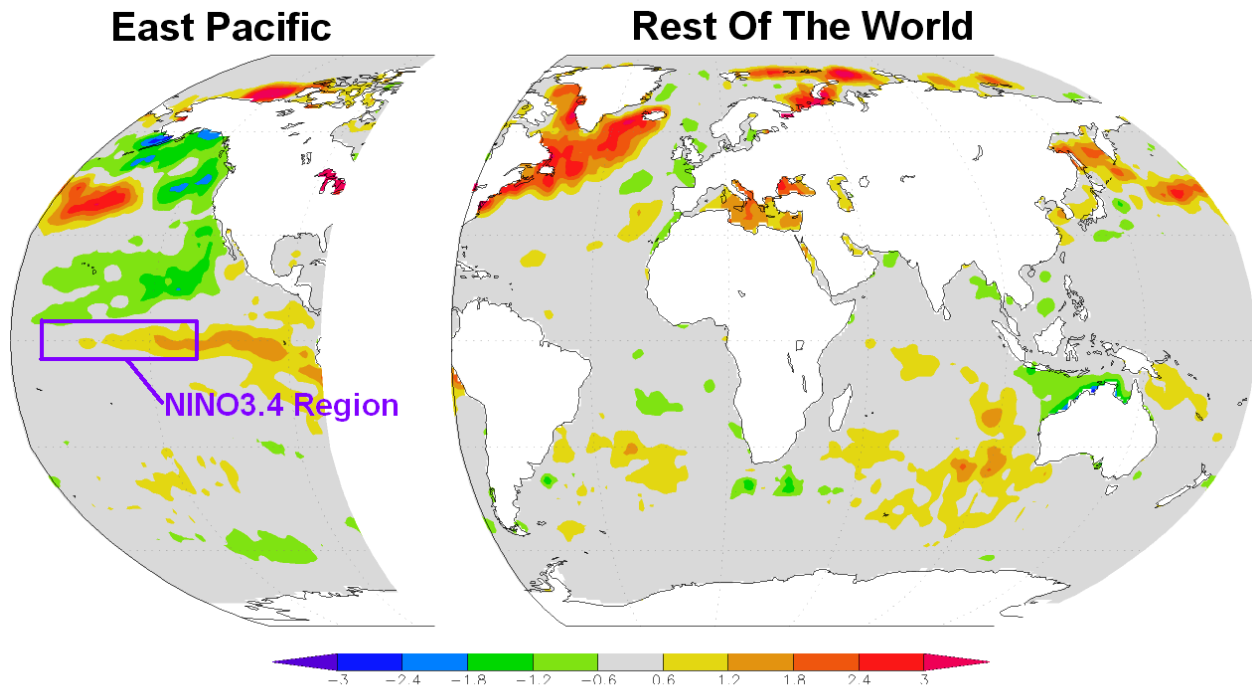 East Pacific
Rest Of The World
NINO3.4 Region
-3 -2.4 -1.8 -1.2 -0.6 0.6 1.2 1.8 2.4 3